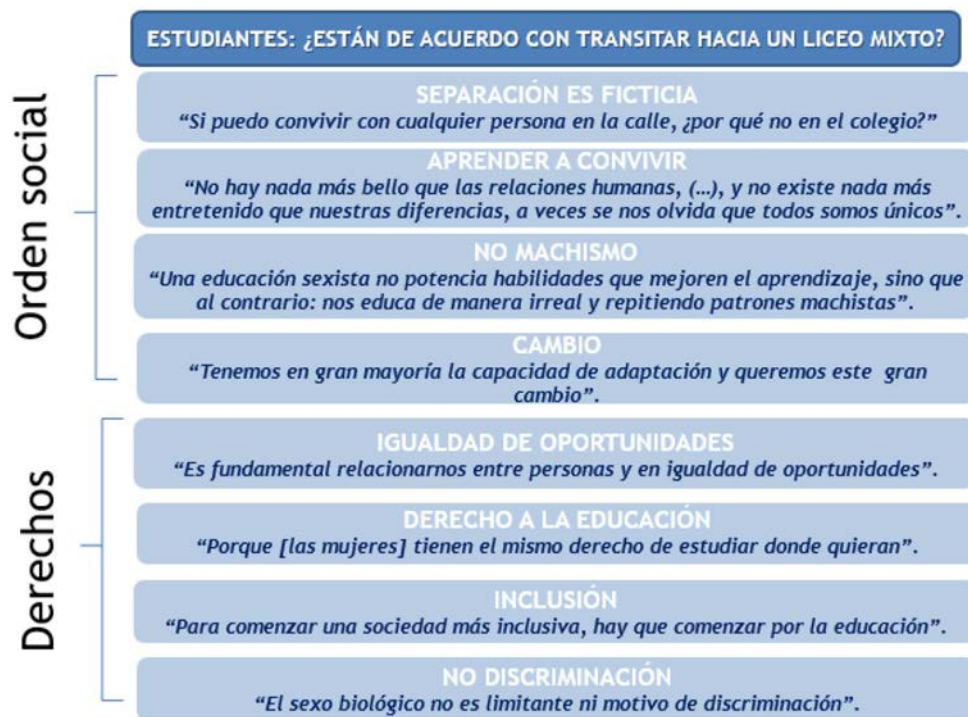 ESTUDIANTES: ¿ESTÁN DE ACUERDO CON TRANSITAR HACIA UN LICEO MIXTO?
Orden social
SEPARACIÓN ES FICTICIA
“Si puedo convivir con cualquier persona en la calle, ¿por qué no en el colegio?”
APRENDER A CONVIVIR
“No hay nada más bello que las relaciones humanas, (...), y no existe nada más
entretenido que nuestras diferencias, a veces se nos olvida que todos somos únicos”.
NO MACHISMO
“Una educación sexista no potencia habilidades que mejoren el aprendizaje, sino que
al contrario: nos educa de manera irreal y repitiendo patrones machistas”.
CAMBIO
“Tenemos en gran mayoría la capacidad de adaptación y queremos este gran
cambio”.
Derechos
IGUALDAD DE OPORTUNIDADES
“Es fundamental relacionarnos entre personas y en igualdad de oportunidades”.
DERECHO A LA EDUCACIÓN
“Porque [las mujeres] tienen el mismo derecho de estudiar donde quieran”.
INCLUSIÓN
“Para comenzar una sociedad más inclusiva, hay que comenzar por la educación”.
NO DISCRIMINACIÓN
“El sexo biológico no es limitante ni motivo de discriminación”.